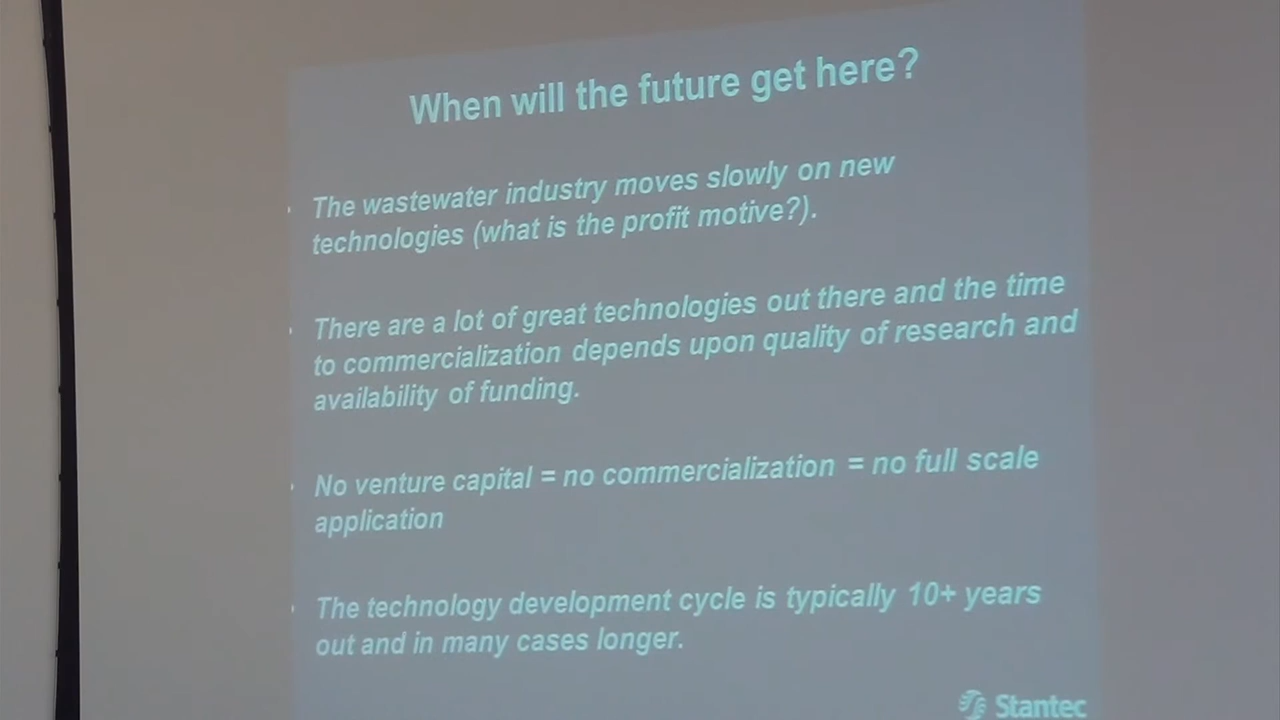 When will the future get here?
The wastewater industry moves slowly on new
technologies (what is the profit motive?).
There are a lot of great technologies out there and the time
to commercialization depends upon quality of research and
availability of funding.
No venture capital = no commercialization = no full scale
application
The technology development cycle is typically 10+ years
out and in many cases longer.
Stantec